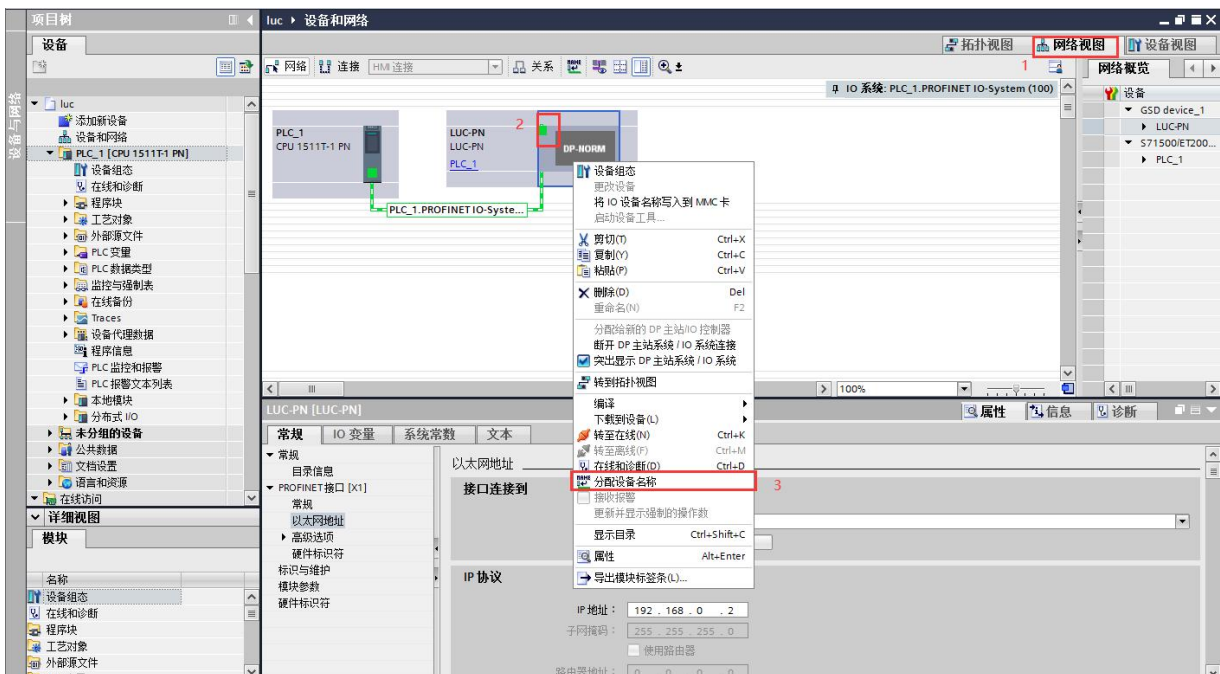 项目树
luc ▸ 设备和网络
设备
拓扑视图
网络视图
设备视图
网络
连接
HMI 连接
关系
1
网络概览
IO 系统: PLC_1.PROFINET IO-System (100)
设备
设备与网络
luc
添加新设备
设备和网络
PLC_1 [CPU 1511T-1 PN]
设备组态
在线和诊断
程序块
工艺对象
外部源文件
PLC 变量
PLC 数据类型
监控与强制表
在线备份
Traces
设备代理数据
程序信息
PLC 监控和报警
PLC 报警文本列表
本地模块
分布式 I/O
未分组的设备
公共数据
文档设置
语言和资源
在线访问
PLC_1
CPU 1511T-1 PN
LUC-PN
LUC-PN
PLC_1
2
DP-NORM
PLC_1.PROFINET IO-Syste...
GSD device_1
LUC-PN
S71500/ET200...
PLC_1
设备组态
更改设备
将 IO 设备名称写入到 MMC 卡
启动设备工具...
剪切(T) Ctrl+X
复制(Y) Ctrl+C
粘贴(P) Ctrl+V
删除(D) Del
重命名(N) F2
分配给新的 DP 主站/IO 控制器
断开 DP 主站系统 / IO 系统连接
突出显示 DP 主站系统 / IO 系统
转到拓扑视图
编译
下载到设备(L)
转至在线(N) Ctrl+K
转至离线(F) Ctrl+M
在线和诊断(D) Ctrl+D
分配设备名称
3
接收报警
更新并显示强制的操作数
显示目录 Ctrl+Shift+C
属性 Alt+Enter
导出模块标签条(L)...
100%
LUC-PN [LUC-PN]
属性
信息
诊断
常规
IO 变量
系统常数
文本
常规
目录信息
PROFINET接口 [X1]
常规
以太网地址
高级选项
硬件标识符
标识与维护
模块参数
硬件标识符
以太网地址
接口连接到
IP 协议
IP 地址： 192 . 168 . 0 . 2
子网掩码： 255 . 255 . 255 . 0
使用路由器
路由器地址： 0 . 0 . 0 . 0
详细视图
模块
名称
设备组态
在线和诊断
程序块
工艺对象
外部源文件